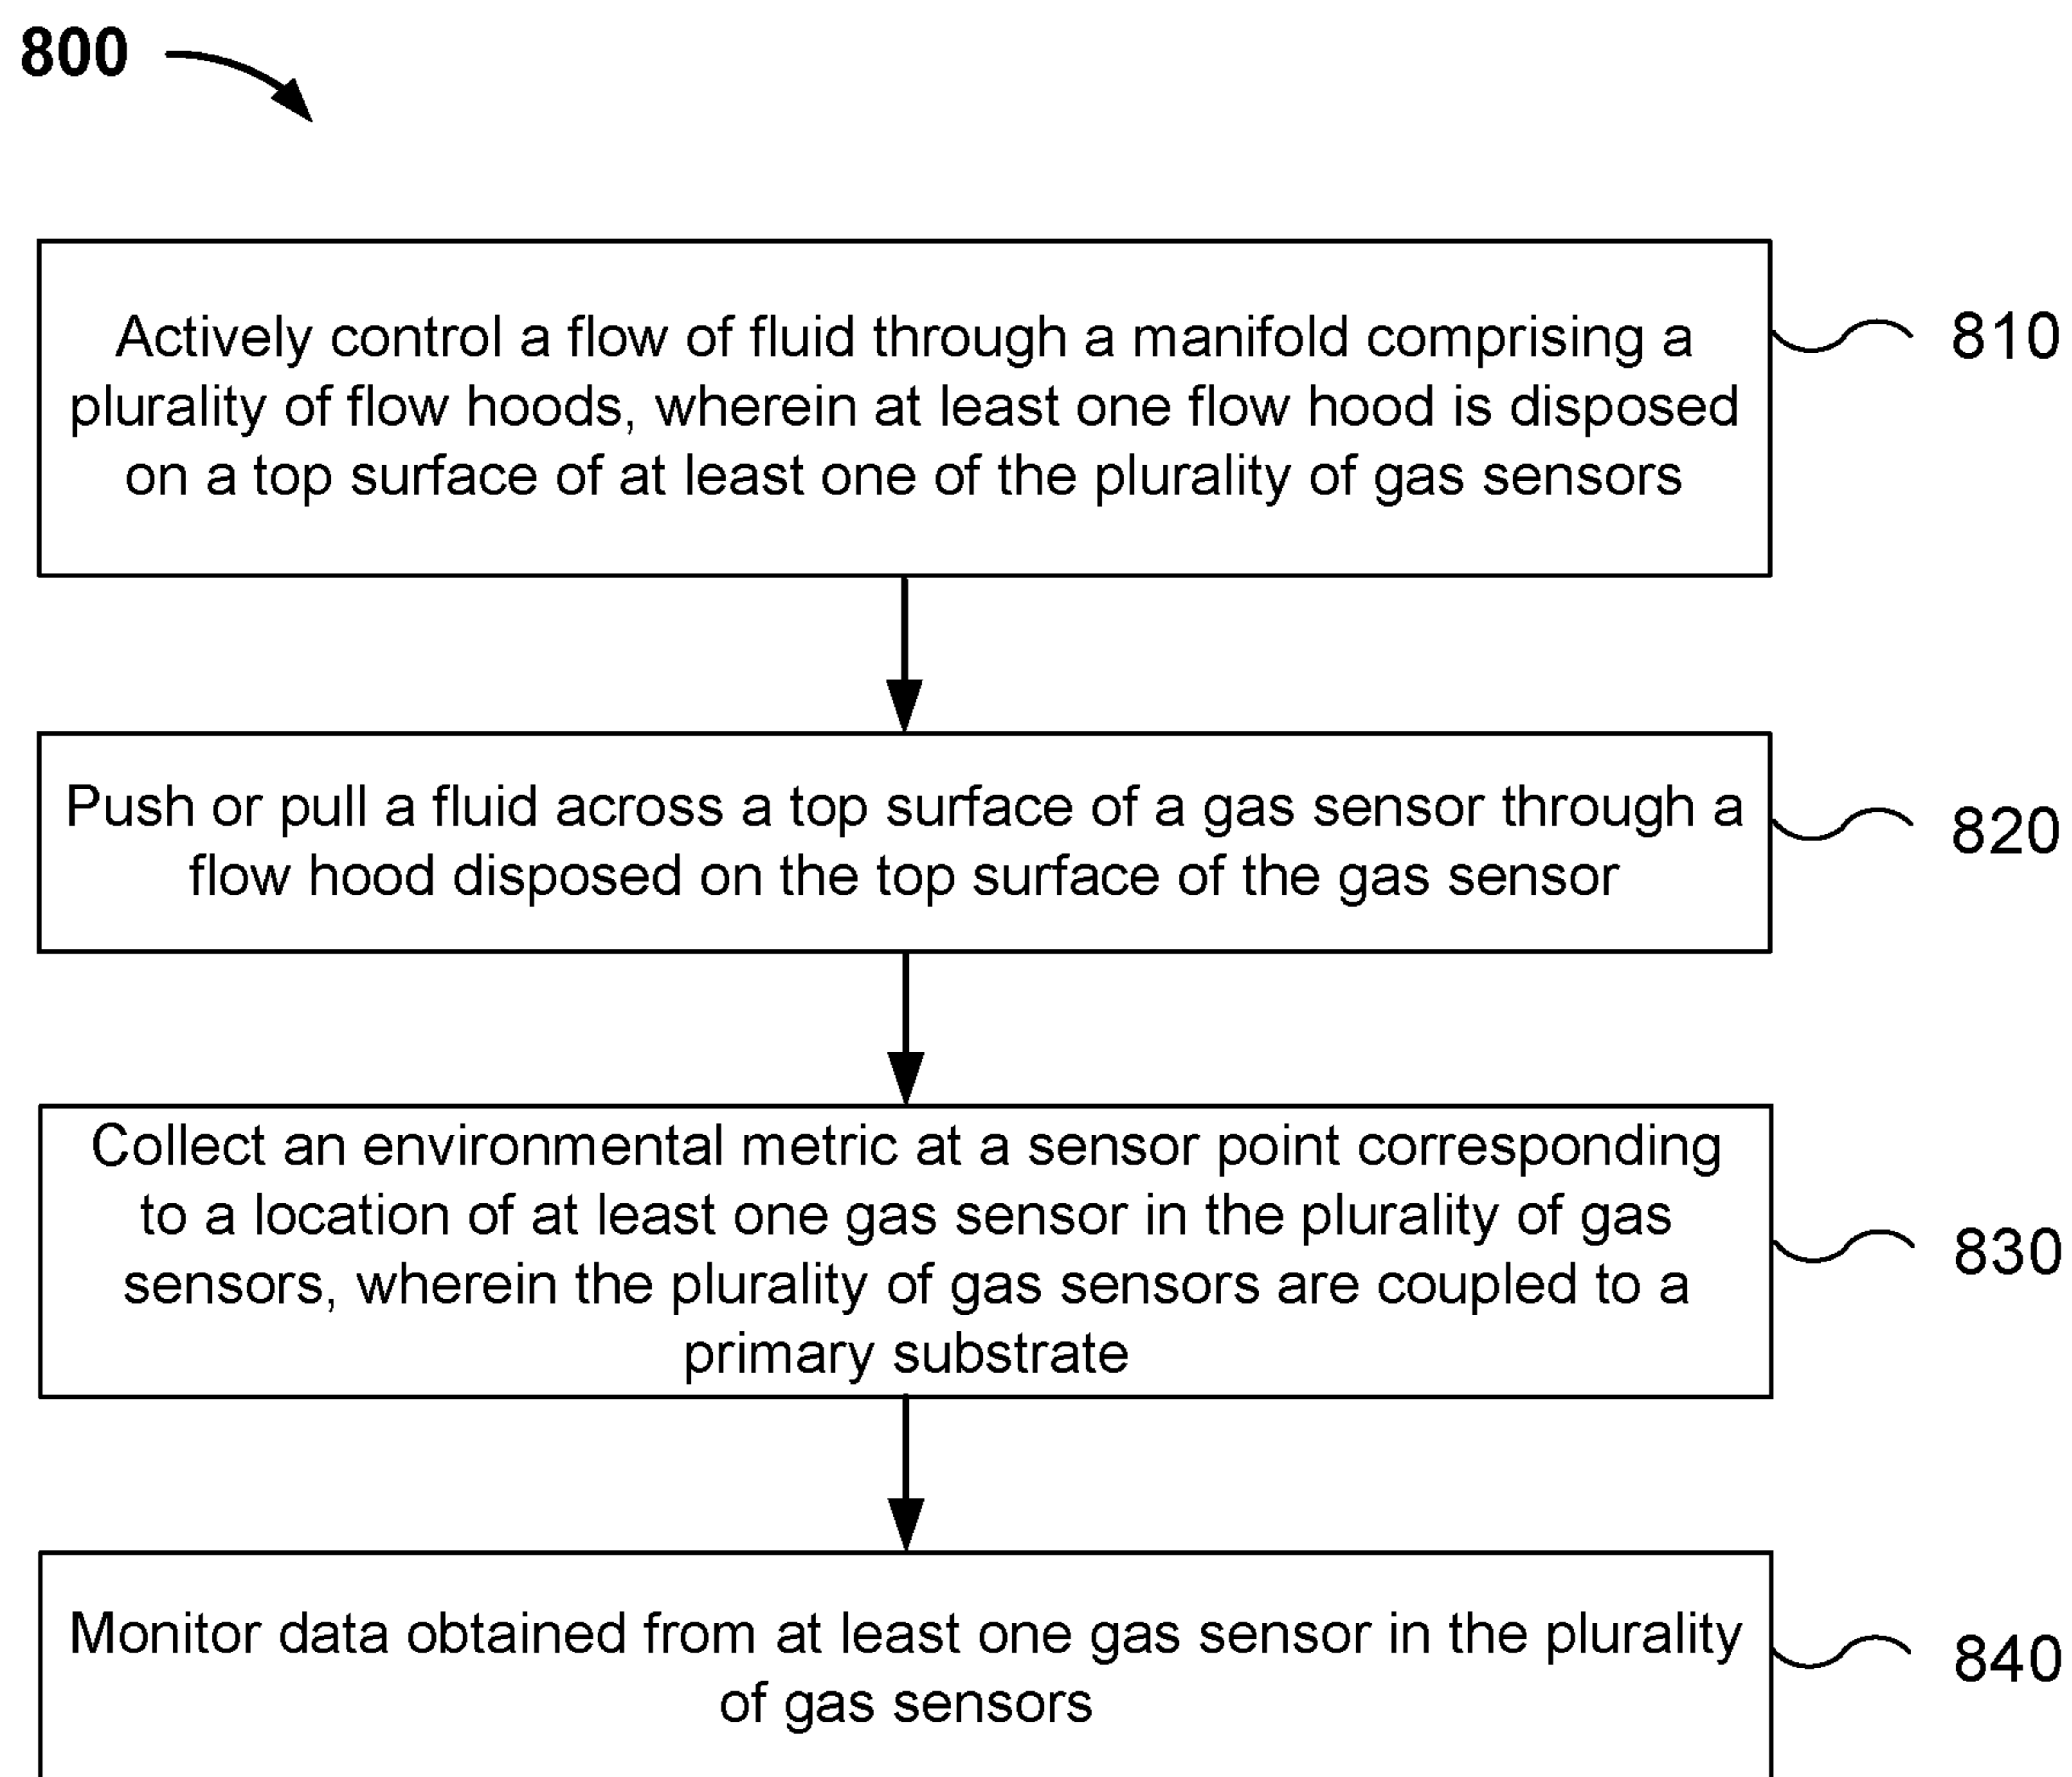 800
Actively control a flow of fluid through a manifold comprising a
plurality of flow hoods, wherein at least one flow hood is disposed
on a top surface of at least one of the plurality of gas sensors
810
Push or pull a fluid across a top surface of a gas sensor through a
flow hood disposed on the top surface of the gas sensor
820
Collect an environmental metric at a sensor point corresponding
to a location of at least one gas sensor in the plurality of gas
sensors, wherein the plurality of gas sensors are coupled to a
primary substrate
830
Monitor data obtained from at least one gas sensor in the plurality
of gas sensors
840